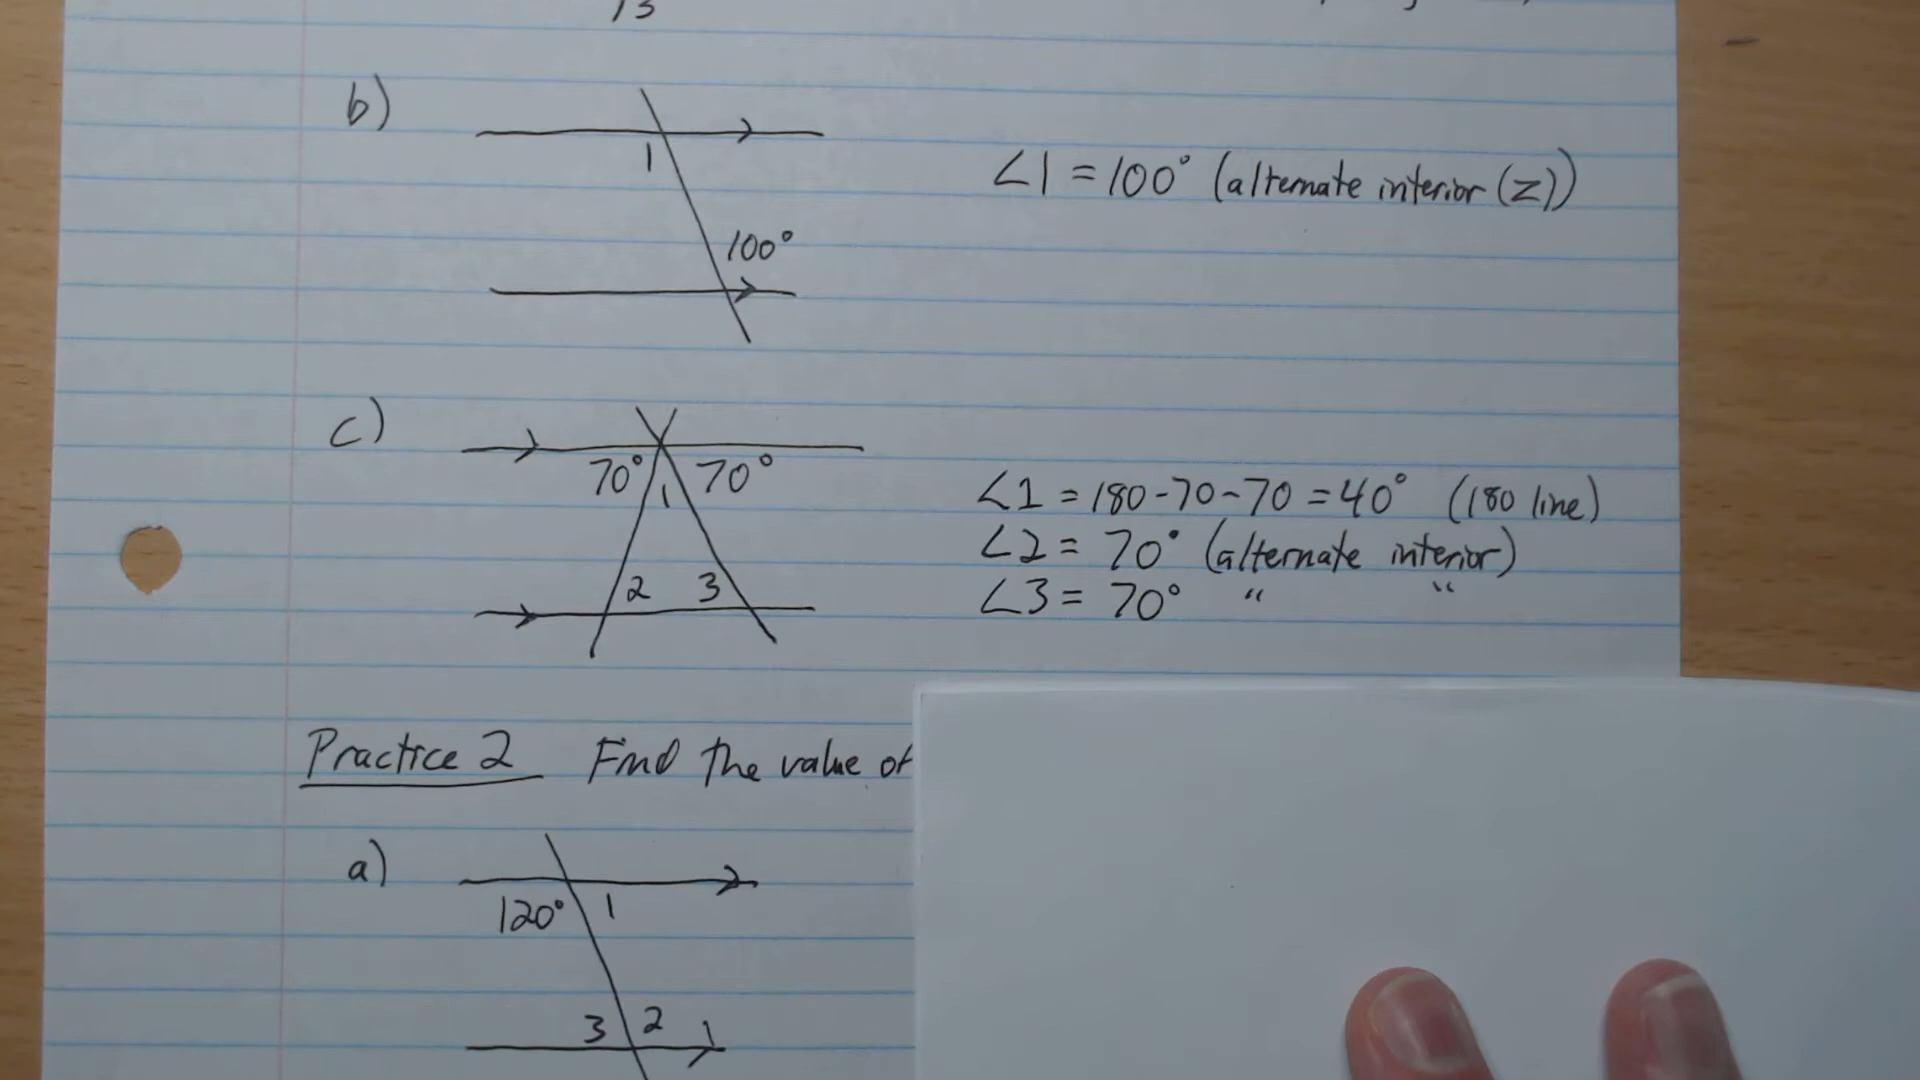 b)
1
100°
∠1 = 100° (alternate interior (Z))
c)
70° 1 70°
2 3
∠1 = 180-70-70 = 40° (180 line)
∠2 = 70° (alternate interior)
∠3 = 70° " "
Practice 2 Find the value of
a)
120° 1
3 2